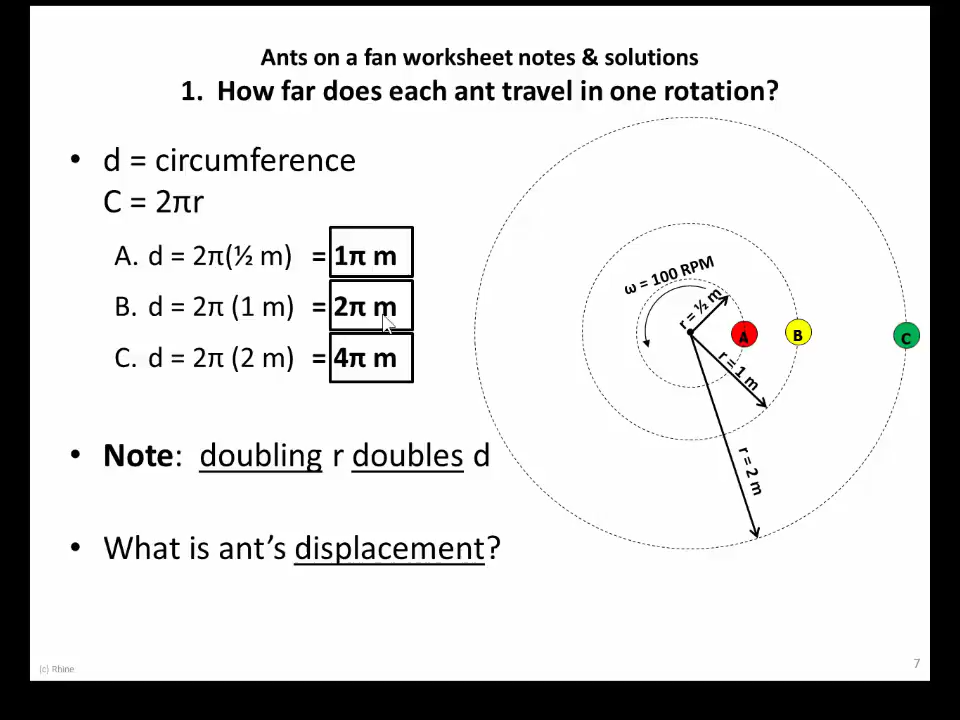 Ants on a fan worksheet notes & solutions
1. How far does each ant travel in one rotation?
• d = circumference
C = 2πr
A. d = 2π(½ m) = 1π m
B. d = 2π (1 m) = 2π m
C. d = 2π (2 m) = 4π m
• Note: doubling r doubles d
• What is ant’s displacement?
ω = 100 RPM
r = ½ m
A
B
C
r = 1 m
r = 2 m
(c) Rhine
7